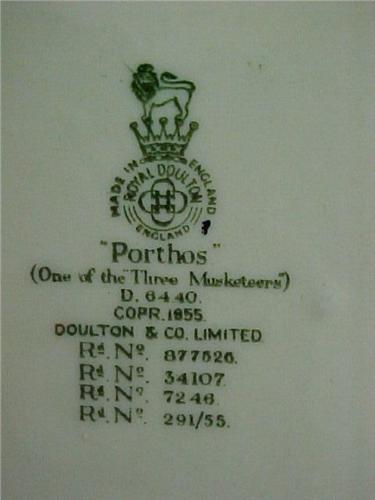 MADE IN ENGLAND
ROYAL DOULTON
ENGLAND
"Porthos"
(One of the "Three Musketeers")
D. 6440.
COPR. 1955.
DOULTON & CO. LIMITED.
Rd. No. 877526.
Rd. No. 34107.
Rd. No. 7246.
Rd. No. 291/55.